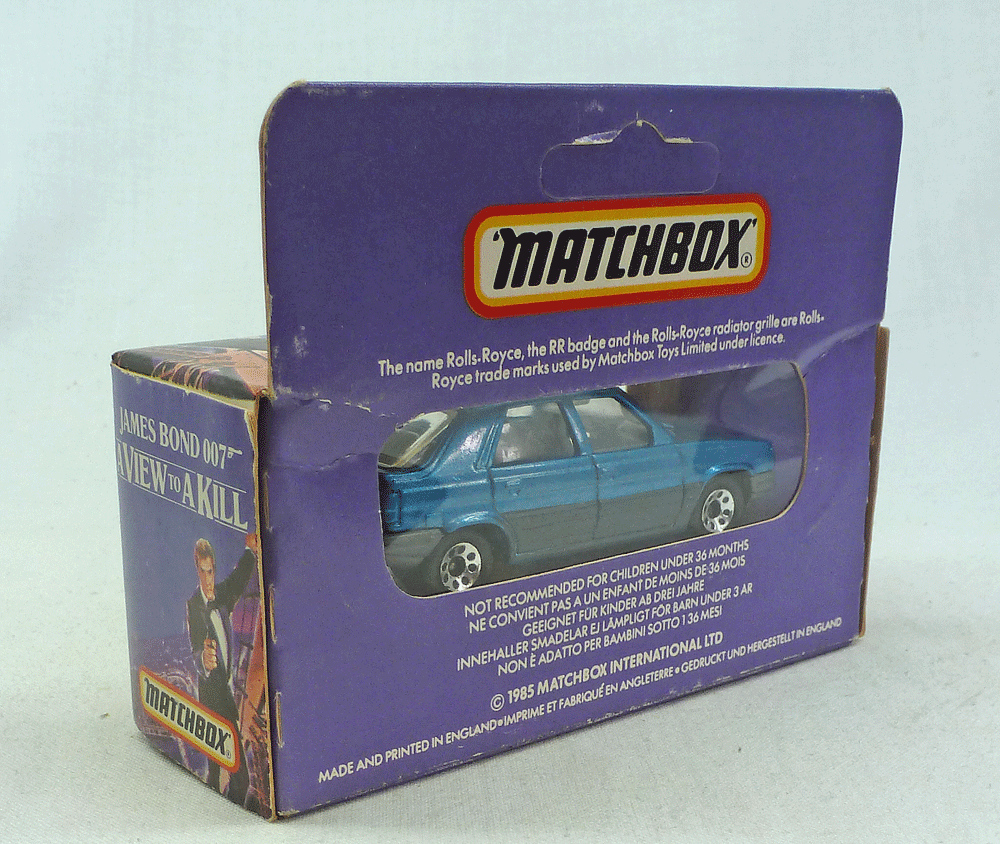 'MATCHBOX' ®
The name Rolls-Royce, the RR badge and the Rolls-Royce radiator grille are Rolls-
Royce trade marks used by Matchbox Toys Limited under licence.
JAMES BOND 007
A VIEW TO A KILL
MATCHBOX ®
NOT RECOMMENDED FOR CHILDREN UNDER 36 MONTHS
NE CONVIENT PAS A UN ENFANT DE MOINS DE 36 MOIS
GEEIGNET FÜR KINDER AB DREI JAHRE
INNEHALLER SMADELAR EJ LÄMPLIGT FÖR BARN UNDER 3 AR
NON È ADATTO PER BAMBINI SOTTO I 36 MESI
© 1985 MATCHBOX INTERNATIONAL LTD
MADE AND PRINTED IN ENGLAND • IMPRIME ET FABRIQUÉ EN ANGLETERRE • GEDRUCKT UND HERGESTELLT IN ENGLAND